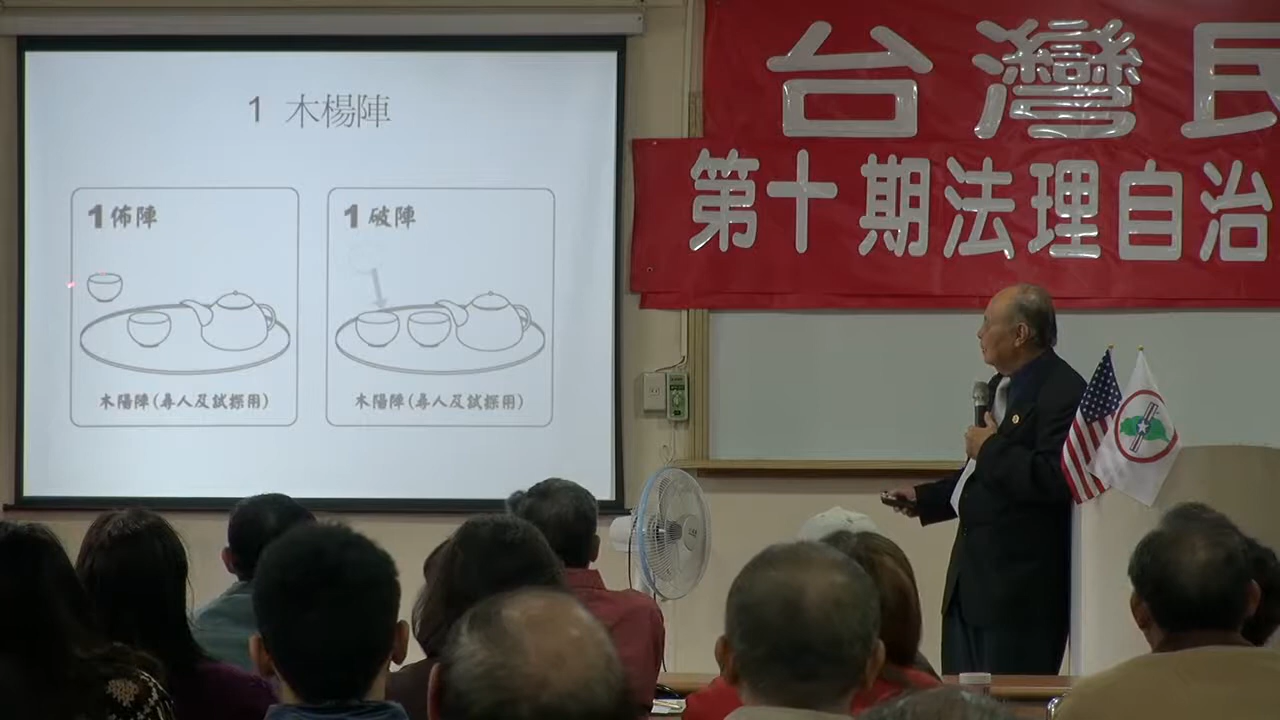 1 木楊陣
1 佈陣
木陽陣(尋人及試探用)
1 破陣
木陽陣(尋人及試探用)
台灣民
第十期法理自治